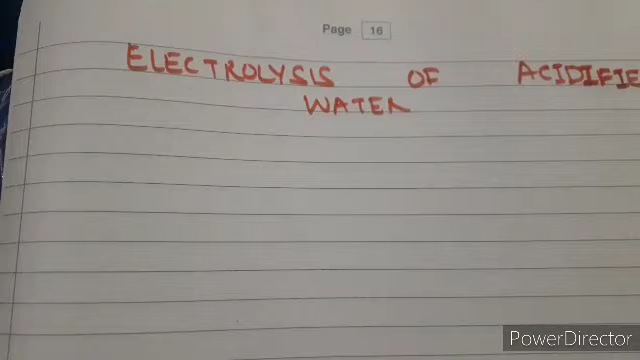 Page 16
ELECTROLYSIS OF ACIDIFIE
WATER
PowerDirector